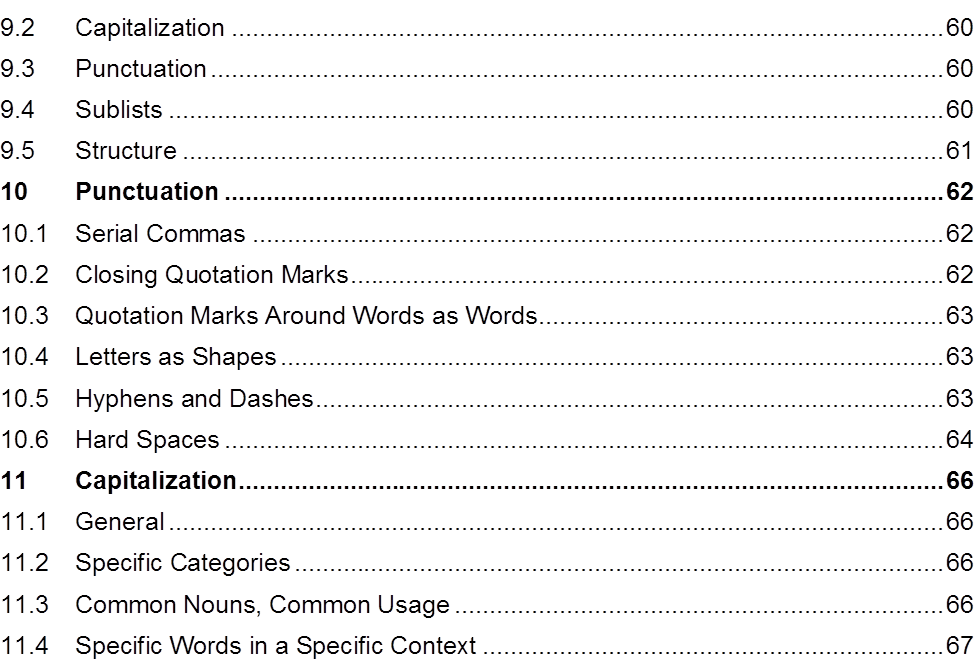 9.2 Capitalization ........................................................ 60
9.3 Punctuation ........................................................ 60
9.4 Sublists ........................................................ 60
9.5 Structure ........................................................ 61
10 Punctuation ........................................................ 62
10.1 Serial Commas ........................................................ 62
10.2 Closing Quotation Marks ........................................................ 62
10.3 Quotation Marks Around Words as Words ........................................................ 63
10.4 Letters as Shapes ........................................................ 63
10.5 Hyphens and Dashes ........................................................ 63
10.6 Hard Spaces ........................................................ 64
11 Capitalization ........................................................ 66
11.1 General ........................................................ 66
11.2 Specific Categories ........................................................ 66
11.3 Common Nouns, Common Usage ........................................................ 66
11.4 Specific Words in a Specific Context ........................................................ 67